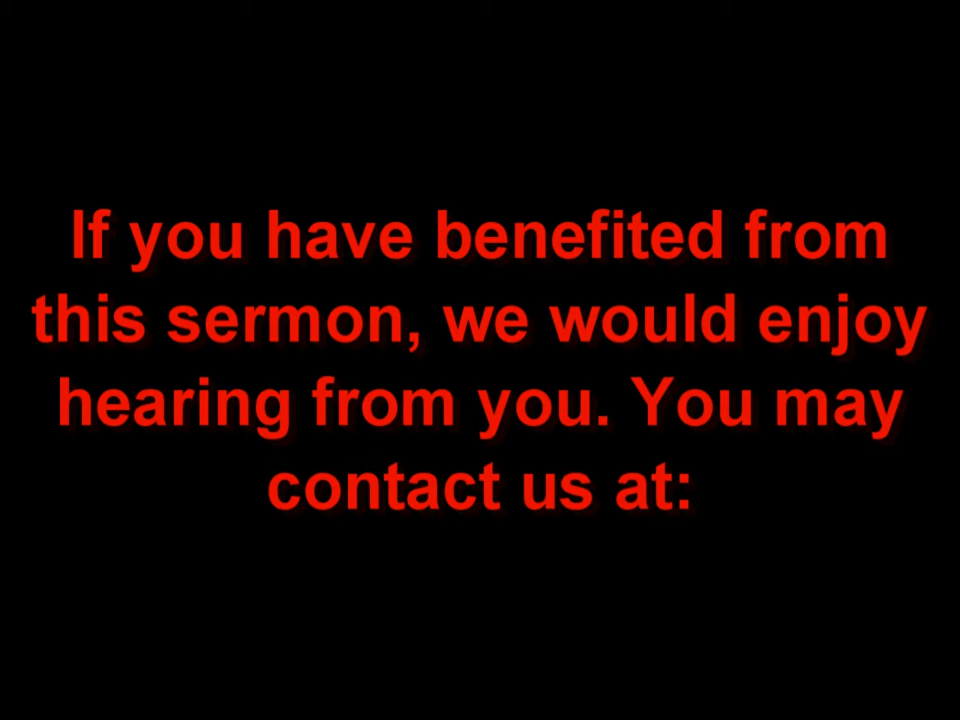 If you have benefited from
this sermon, we would enjoy
hearing from you. You may
contact us at: